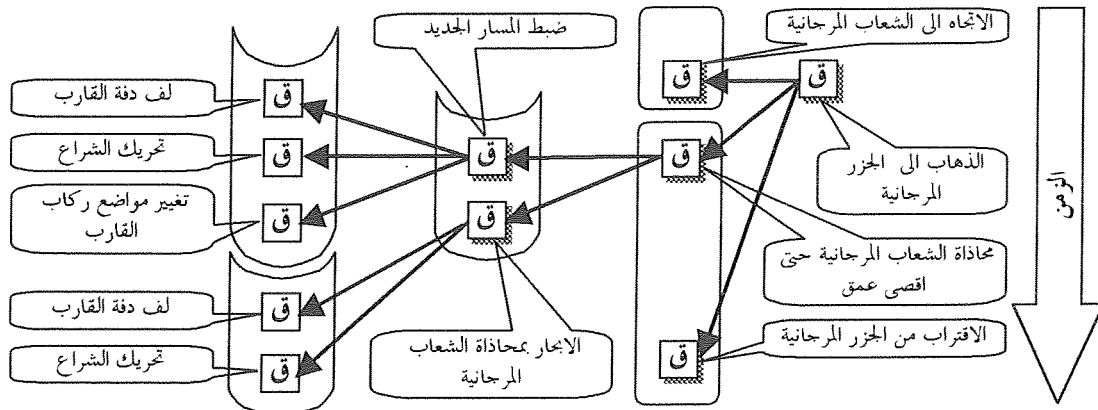 الاتجاه الى الشعاب المرجانية
ضبط المسار الجديد
ق
ق
ق
لف دفة القارب
ق
ق
ق
تحريك الشراع
الذهاب الى الجزر
المرجانية
الزمن
ق
ق
تغيير مواضع ركاب
القارب
محاذاة الشعاب المرجانية حتى
اقصى عمق
ق
لف دفة القارب
الاقتراب من الجزر المرجانية
ق
الابحار بمحاذاة الشعاب
المرجانية
ق
تحريك الشراع